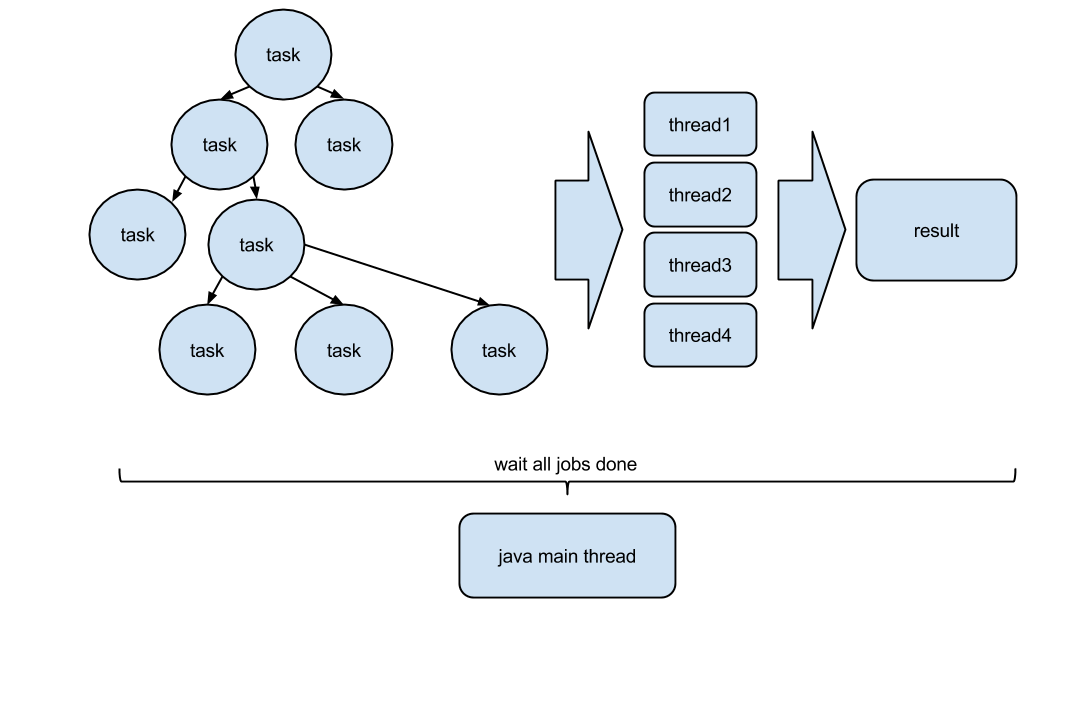 task
task
task
task
task
task
task
task
thread1
thread2
thread3
thread4
result
wait all jobs done
java main thread